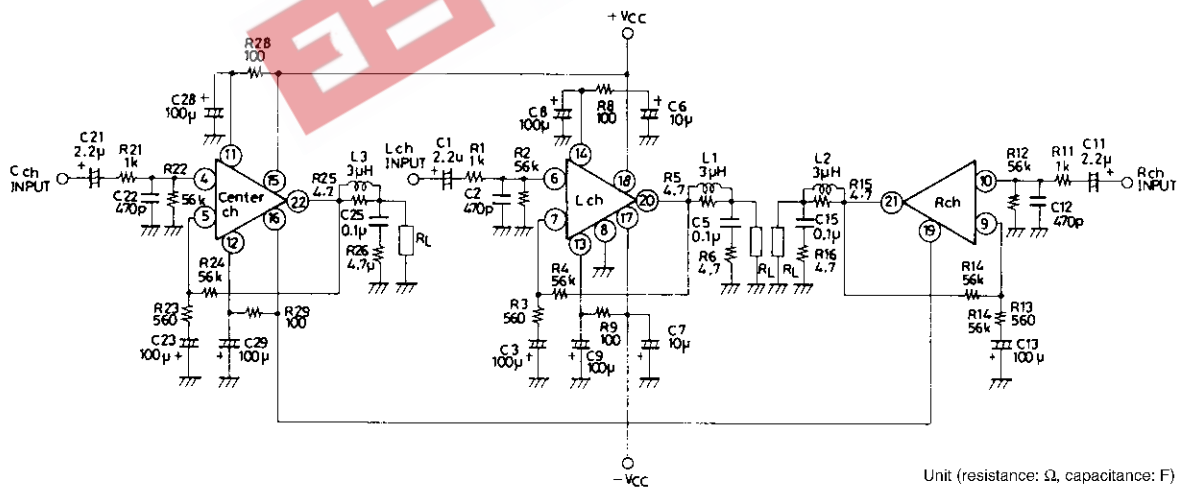 +VCC
R28
100
C28
100µ
+
C8
100µ
+
R8
100
+
C6
10µ
C21
2.2µ
+
R21
1k
R22
56k
C22
470p
C ch
INPUT
11
4
5
15
16
12
22
Center
ch
R25
4.7
L3
3µH
C25
0.1µ
R26
4.7µ
RL
R24
56k
R23
560
C23
100µ
+
C29
100µ
+
R29
100
L ch
INPUT
C1
2.2µ
+
R1
1k
R2
56k
C2
470p
14
6
7
13
8
18
17
20
L ch
R5
4.7
L1
3µH
C5
0.1µ
R6
4.7
RL
R4
56k
R3
560
C3
100µ
+
C9
100µ
+
R9
100
C7
10µ
+
L2
3µH
R15
4.7
C15
0.1µ
R16
4.7
RL
21
19
10
9
Rch
R12
56k
R11
1k
C11
2.2µ
+
C12
470p
R ch
INPUT
R14
56k
R14
56k
R13
560
C13
100µ
+
−VCC
Unit (resistance: Ω, capacitance: F)